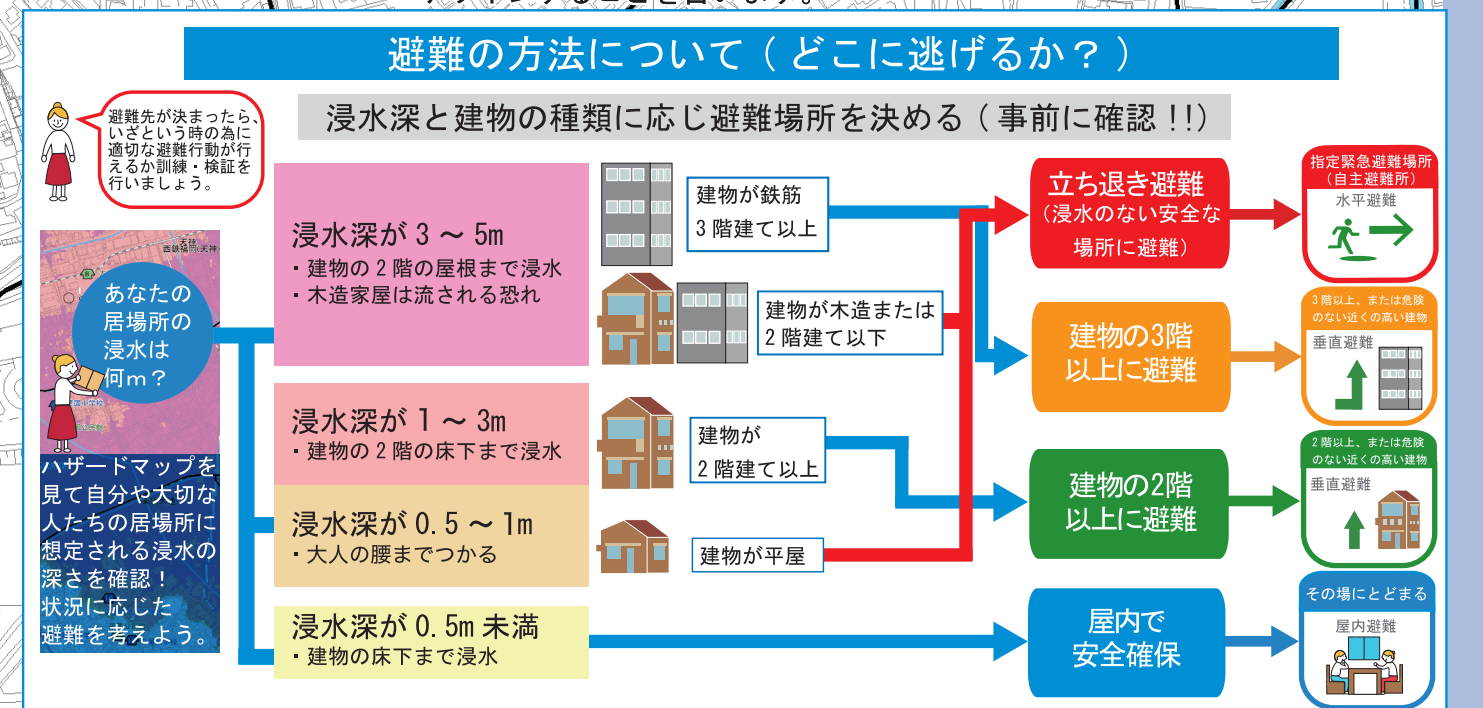 避難の方法について(どこに逃げるか?)
浸水深と建物の種類に応じ避難場所を決める(事前に確認!!)
避難先が決まったら、
いざという時の為に
適切な避難行動が行
えるか訓練・検証を
行いましょう。
天神
西鉄福岡(天神)
あなたの
居場所の
浸水は
何m?
ハザードマップを
見て自分や大切な
人たちの居場所に
想定される浸水の
深さを確認!
状況に応じた
避難を考えよう。
浸水深が3~5m
・建物の2階の屋根まで浸水
・木造家屋は流される恐れ
浸水深が1~3m
・建物の2階の床下まで浸水
浸水深が0.5~1m
・大人の腰までつかる
浸水深が0.5m未満
・建物の床下まで浸水
建物が鉄筋
3階建て以上
建物が木造または
2階建て以下
建物が
2階建て以上
建物が平屋
立ち退き避難
(浸水のない安全な
場所に避難)
建物の3階
以上に避難
建物の2階
以上に避難
屋内で
安全確保
指定緊急避難場所
(自主避難所)
水平避難
3階以上、または危険
のない近くの高い建物
垂直避難
2階以上、または危険
のない近くの高い建物
垂直避難
その場にとどまる
屋内避難